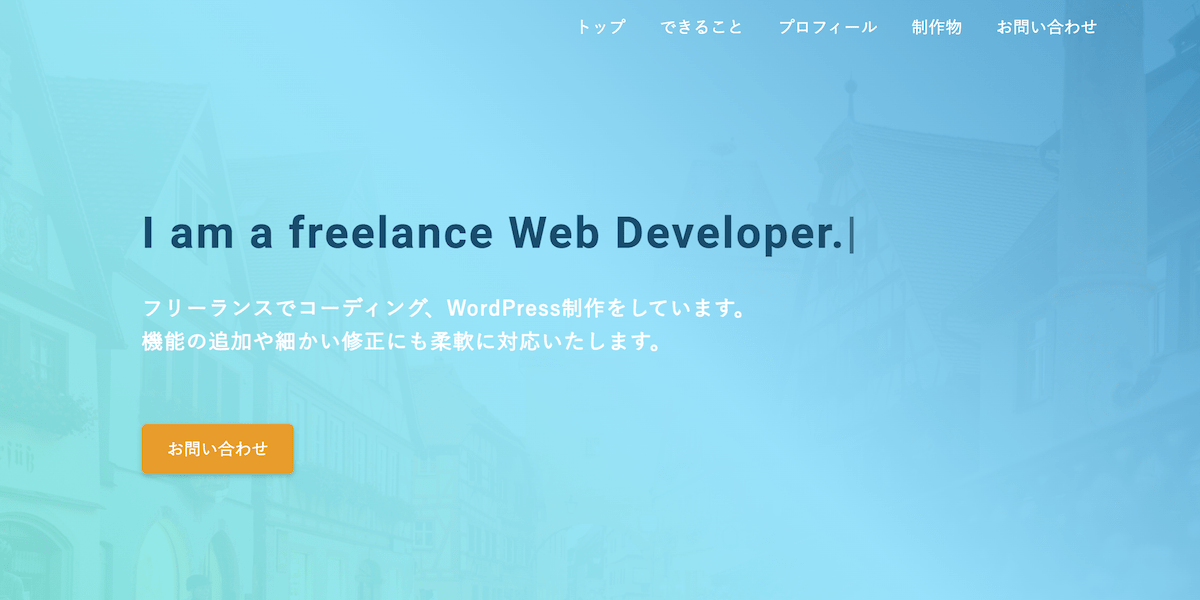 トップ できること プロフィール 制作物 お問い合わせ
I am a freelance Web Developer.|
フリーランスでコーディング、WordPress制作をしています。
機能の追加や細かい修正にも柔軟に対応いたします。
お問い合わせ